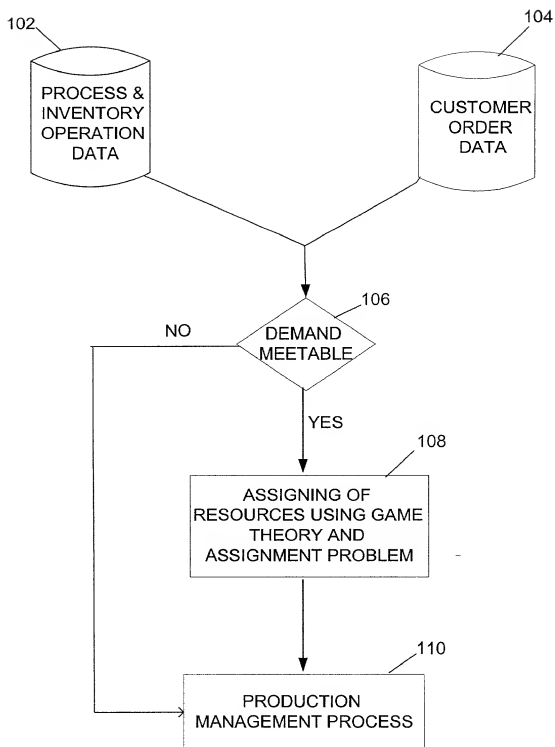 102
104
PROCESS &
INVENTORY
OPERATION
DATA
CUSTOMER
ORDER
DATA
106
DEMAND
MEETABLE
NO
YES
108
ASSIGNING OF
RESOURCES USING GAME
THEORY AND
ASSIGNMENT PROBLEM
110
PRODUCTION
MANAGEMENT PROCESS